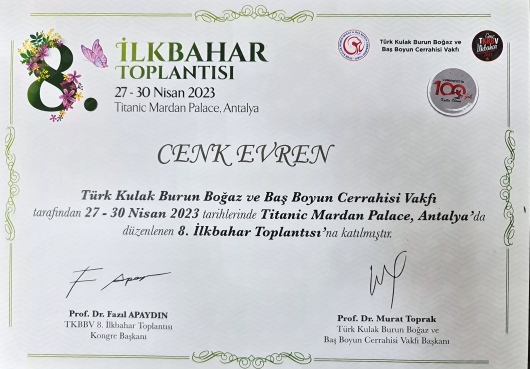 8.
İLKBAHAR
TOPLANTISI
27 - 30 Nisan 2023
Titanic Mardan Palace, Antalya
Türk Kulak Burun Boğaz ve
Baş Boyun Cerrahisi Vakfı
100
CENK EVREN
Türk Kulak Burun Boğaz ve Baş Boyun Cerrahisi Vakfı
tarafından 27 - 30 Nisan 2023 tarihlerinde Titanic Mardan Palace, Antalya'da
düzenlenen 8. İlkbahar Toplantısı'na katılmıştır.
Prof. Dr. Fazıl APAYDIN
TKBBV 8. İlkbahar Toplantısı
Kongre Başkanı
Prof. Dr. Murat Toprak
Türk Kulak Burun Boğaz ve
Baş Boyun Cerrahisi Vakfı Başkanı